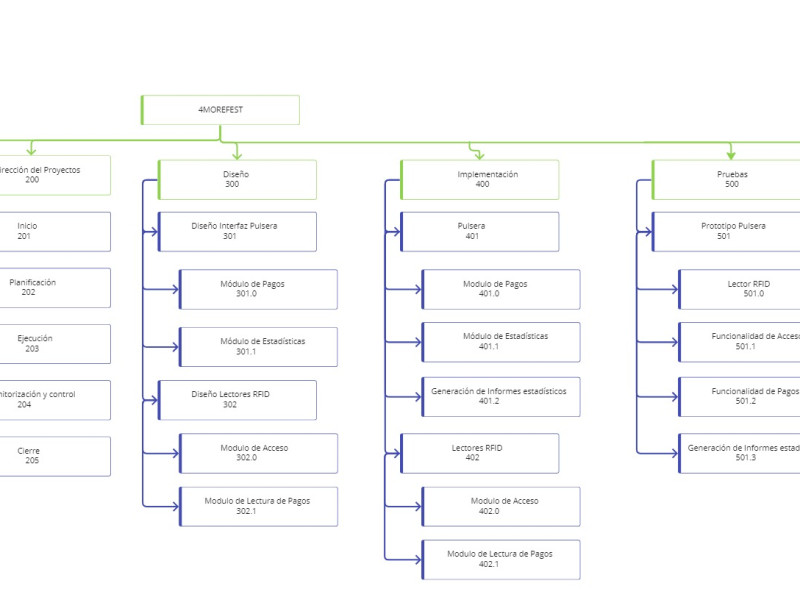 4MOREFEST
rección del Proyectos
200
Inicio
201
Planificación
202
Ejecución
203
nitorización y control
204
Cierre
205
Diseño
300
Diseño Interfaz Pulsera
301
Módulo de Pagos
301.0
Módulo de Estadísticas
301.1
Diseño Lectores RFID
302
Modulo de Acceso
302.0
Modulo de Lectura de Pagos
302.1
Implementación
400
Pulsera
401
Modulo de Pagos
401.0
Módulo de Estadísticas
401.1
Generación de Informes estadísticos
401.2
Lectores RFID
402
Modulo de Acceso
402.0
Modulo de Lectura de Pagos
402.1
Pruebas
500
Prototipo Pulsera
501
Lector RFID
501.0
Funcionalidad de Acceso
501.1
Funcionalidad de Pagos
501.2
Generación de Informes estad
501.3